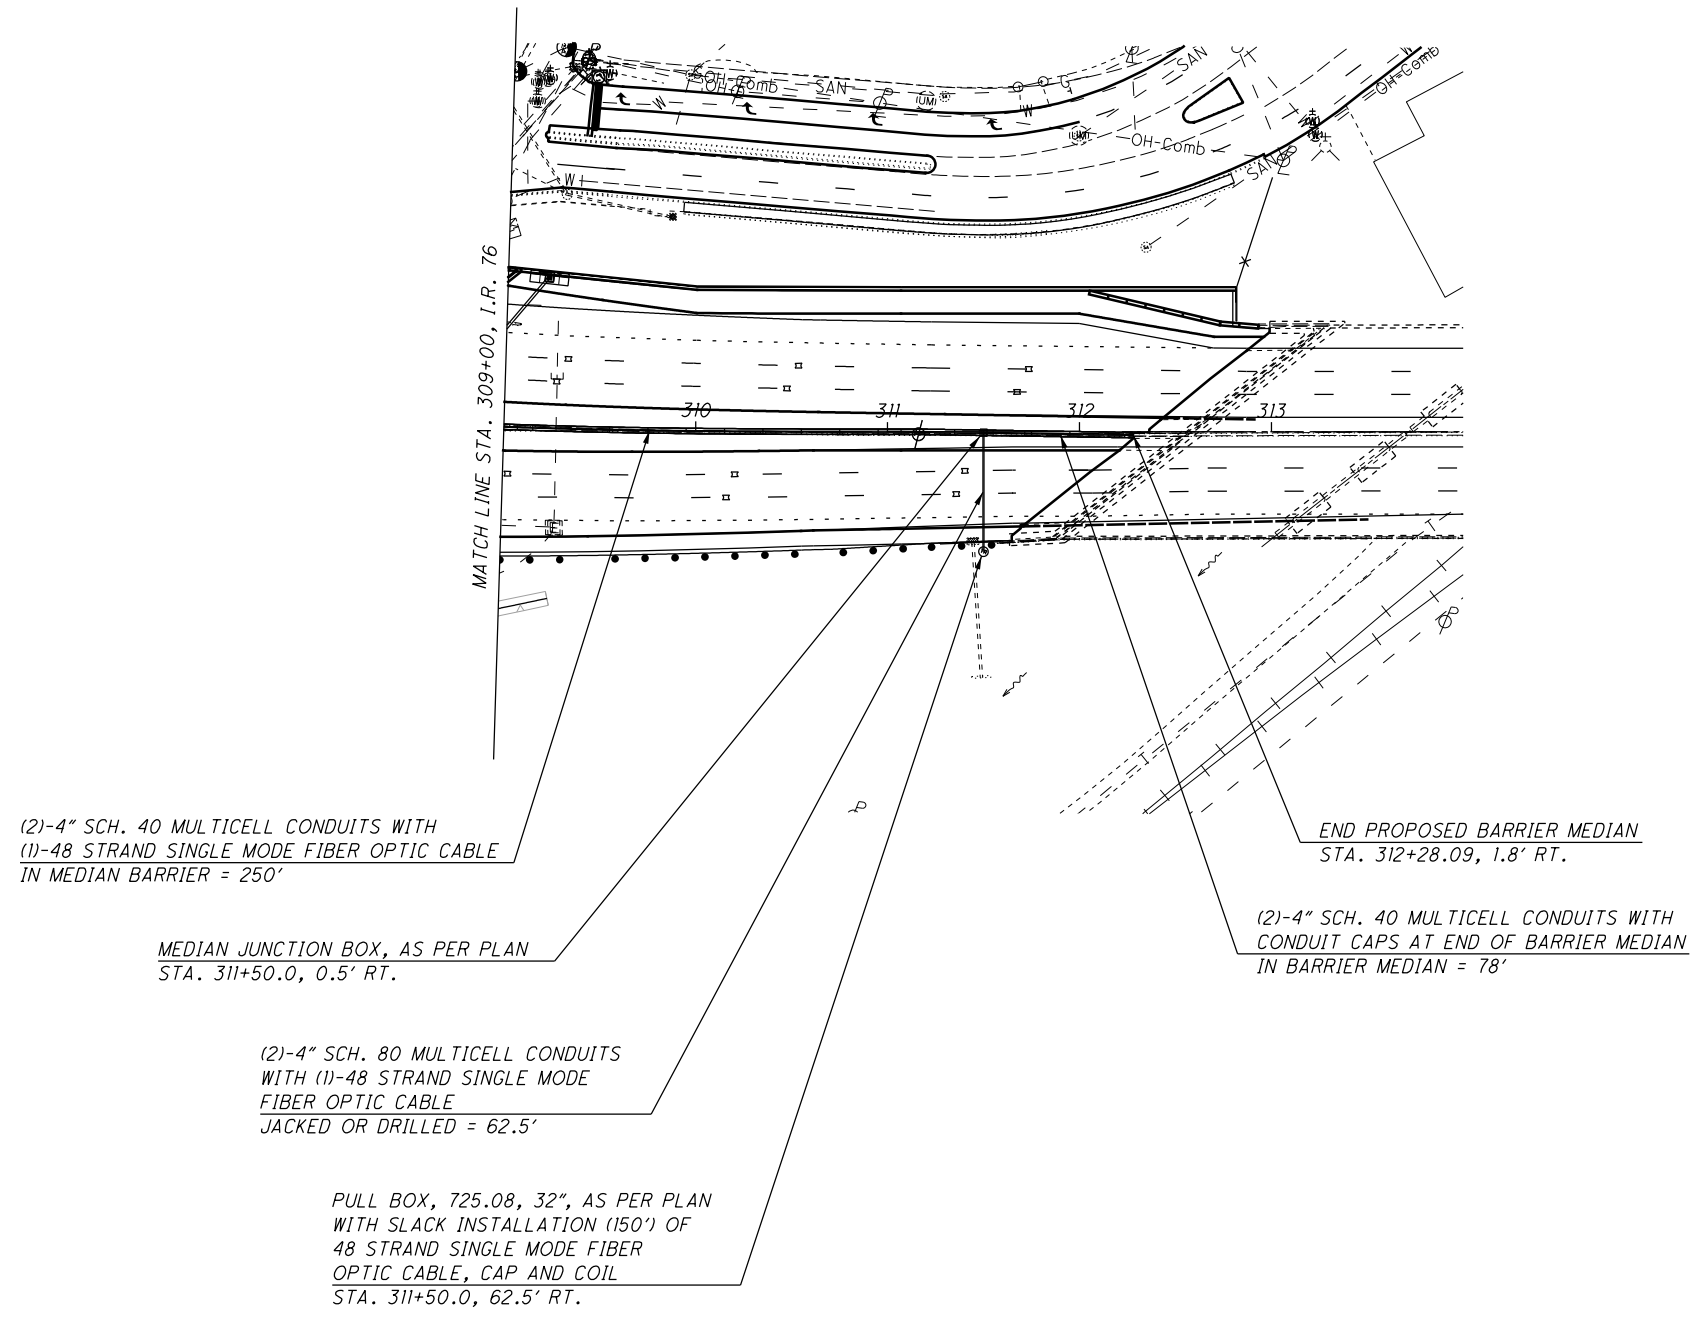 OH-Comb
SAN
SAN
W
OH-Comb
W
W
G
OH-Comb
SAN
W
MATCH LINE STA. 309+00, I.R. 76
310
311
312
313
E
T
P
T
P
(2)-4" SCH. 40 MULTICELL CONDUITS WITH
(1)-48 STRAND SINGLE MODE FIBER OPTIC CABLE
IN MEDIAN BARRIER = 250'
END PROPOSED BARRIER MEDIAN
STA. 312+28.09, 1.8' RT.
MEDIAN JUNCTION BOX, AS PER PLAN
STA. 311+50.0, 0.5' RT.
(2)-4" SCH. 40 MULTICELL CONDUITS WITH
CONDUIT CAPS AT END OF BARRIER MEDIAN
IN BARRIER MEDIAN = 78'
(2)-4" SCH. 80 MULTICELL CONDUITS
WITH (1)-48 STRAND SINGLE MODE
FIBER OPTIC CABLE
JACKED OR DRILLED = 62.5'
PULL BOX, 725.08, 32", AS PER PLAN
WITH SLACK INSTALLATION (150') OF
48 STRAND SINGLE MODE FIBER
OPTIC CABLE, CAP AND COIL
STA. 311+50.0, 62.5' RT.